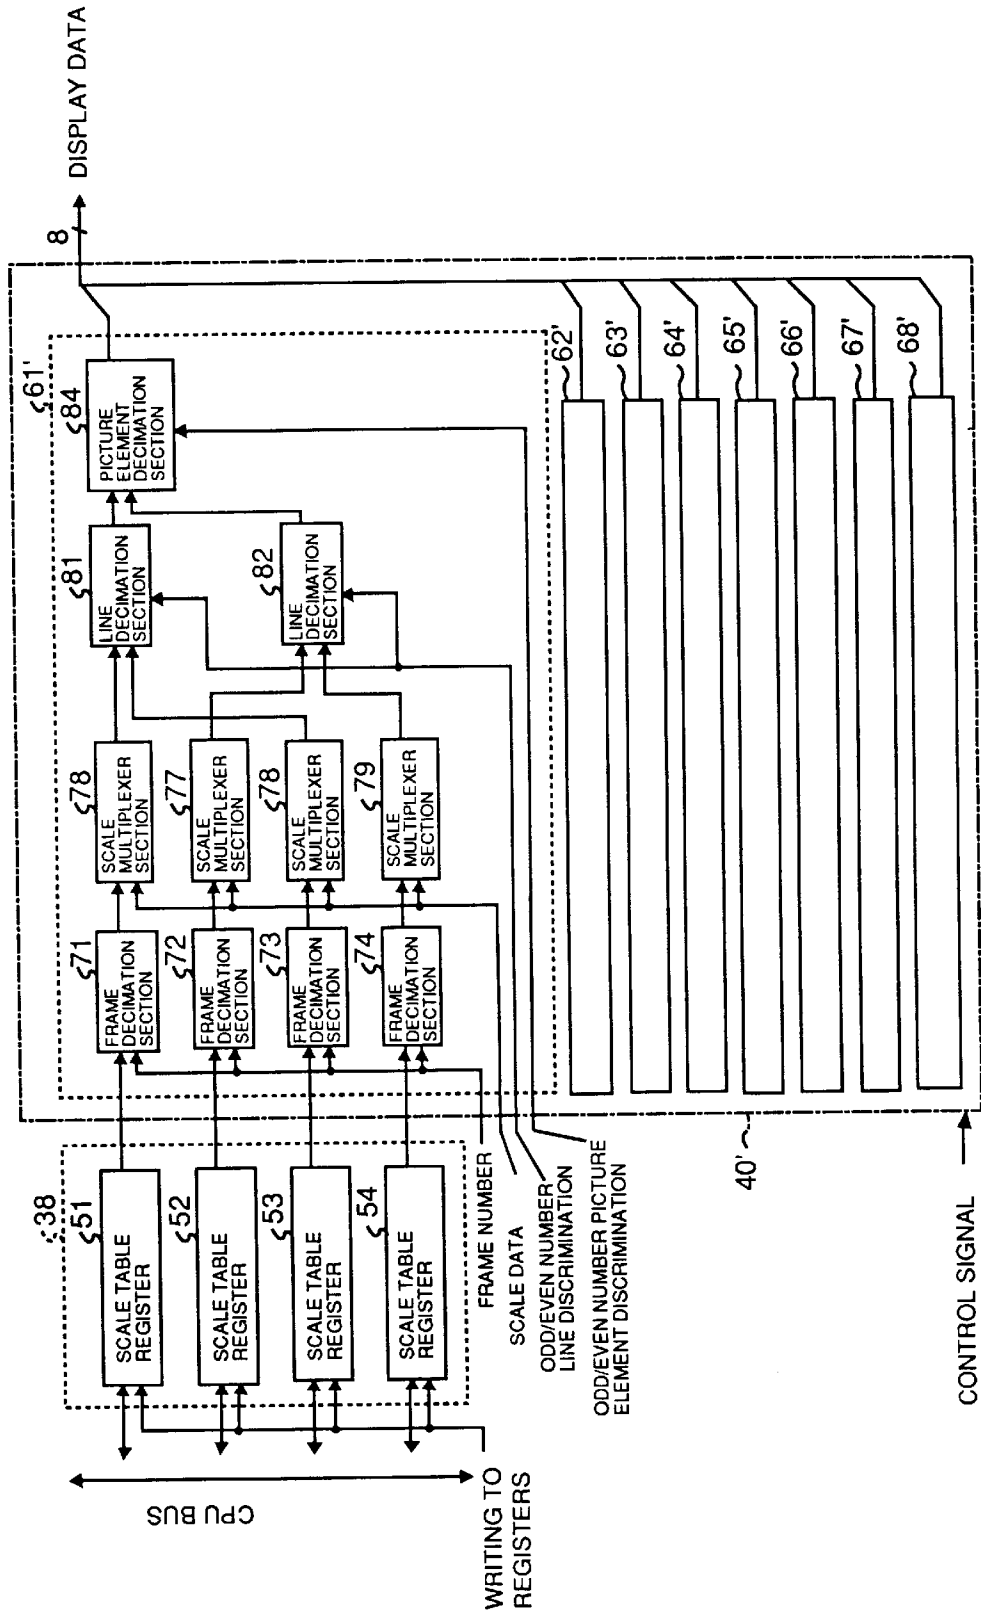 CPU BUS
WRITING TO
REGISTERS
38
51
SCALE TABLE
REGISTER
52
SCALE TABLE
REGISTER
53
SCALE TABLE
REGISTER
54
SCALE TABLE
REGISTER
FRAME NUMBER
SCALE DATA
ODD/EVEN NUMBER
LINE DISCRIMINATION
ODD/EVEN NUMBER PICTURE
ELEMENT DISCRIMINATION
CONTROL SIGNAL
40'
71
FRAME
DECIMATION
SECTION
72
FRAME
DECIMATION
SECTION
73
FRAME
DECIMATION
SECTION
74
FRAME
DECIMATION
SECTION
78
SCALE
MULTIPLEXER
SECTION
77
SCALE
MULTIPLEXER
SECTION
78
SCALE
MULTIPLEXER
SECTION
79
SCALE
MULTIPLEXER
SECTION
81
LINE
DECIMATION
SECTION
82
LINE
DECIMATION
SECTION
84
PICTURE
ELEMENT
DECIMATION
SECTION
61'
62'
63'
64'
65'
66'
67'
68'
8
DISPLAY DATA